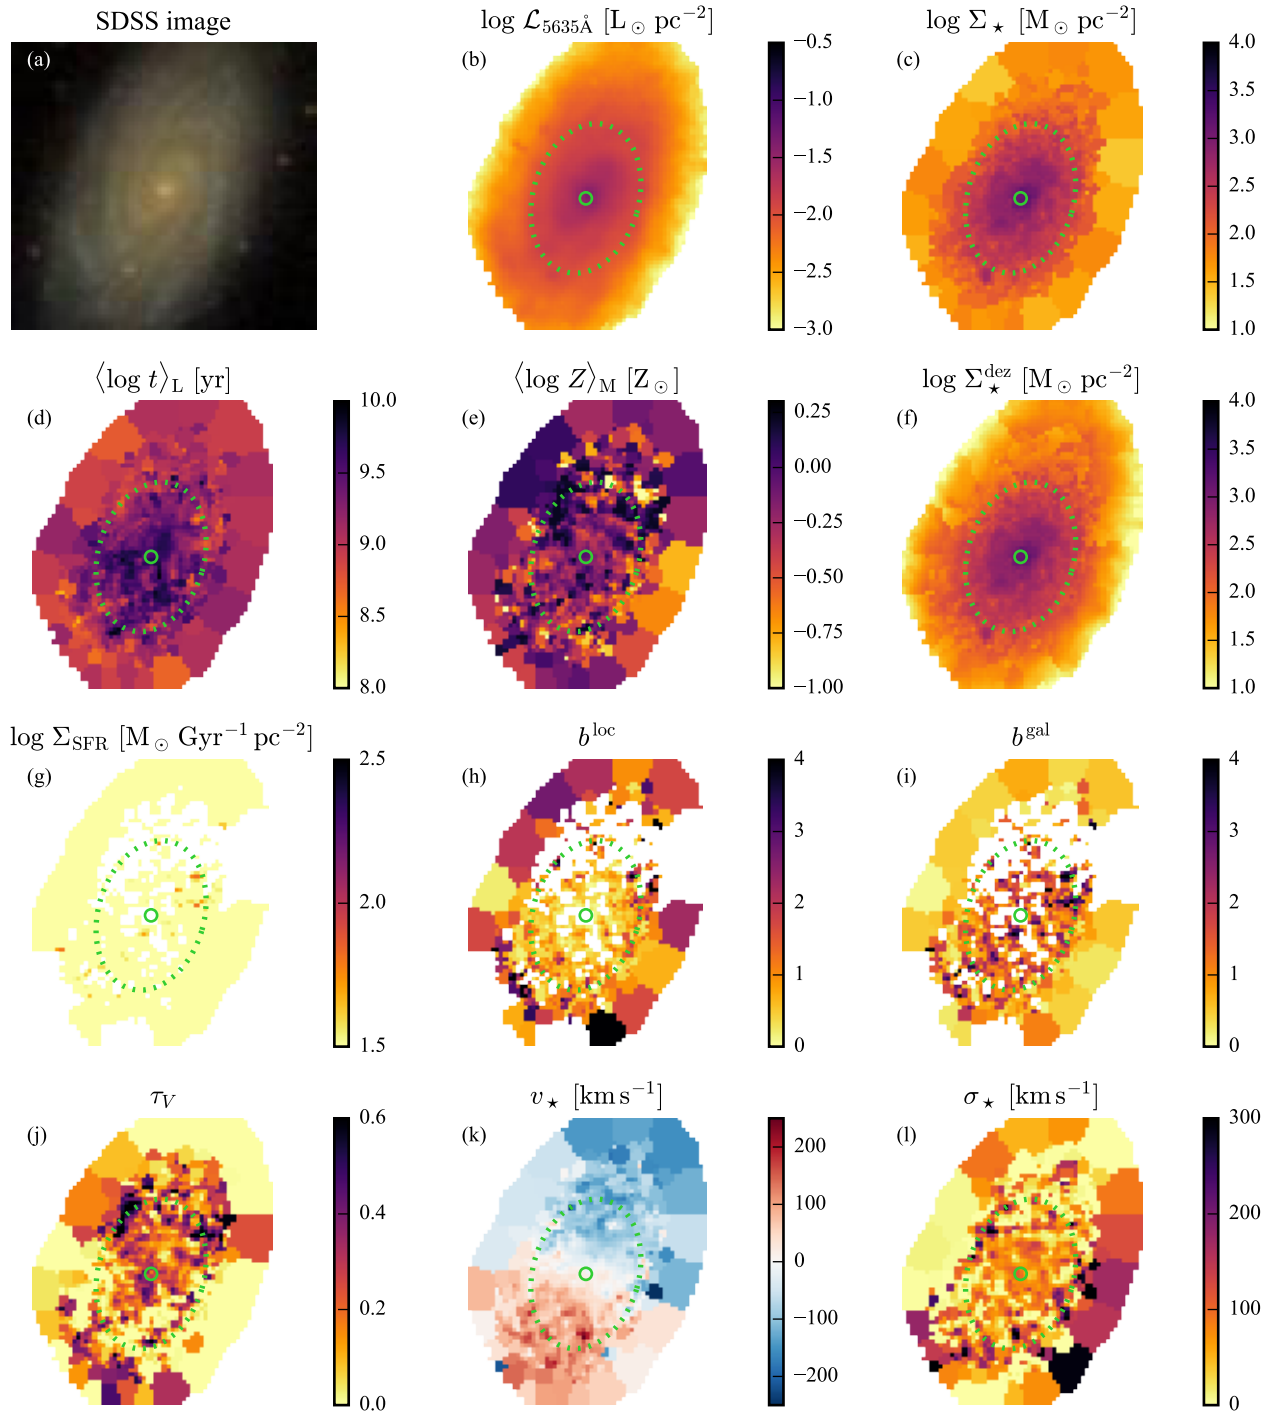 SDSS image
(a)
log ℒ₅₆₃₅Å [L⊙ pc⁻²]
(b)
−0.5
−1.0
−1.5
−2.0
−2.5
−3.0
log Σ⋆ [M⊙ pc⁻²]
(c)
4.0
3.5
3.0
2.5
2.0
1.5
1.0
⟨log t⟩L [yr]
(d)
10.0
9.5
9.0
8.5
8.0
⟨log Z⟩M [Z⊙]
(e)
0.25
0.00
−0.25
−0.50
−0.75
−1.00
log Σ⋆^dez [M⊙ pc⁻²]
(f)
4.0
3.5
3.0
2.5
2.0
1.5
1.0
log ΣSFR [M⊙ Gyr⁻¹ pc⁻²]
(g)
2.5
2.0
1.5
b^loc
(h)
4
3
2
1
0
b^gal
(i)
4
3
2
1
0
τV
(j)
0.6
0.4
0.2
0.0
v⋆ [km s⁻¹]
(k)
200
100
0
−100
−200
σ⋆ [km s⁻¹]
(l)
300
200
100
0